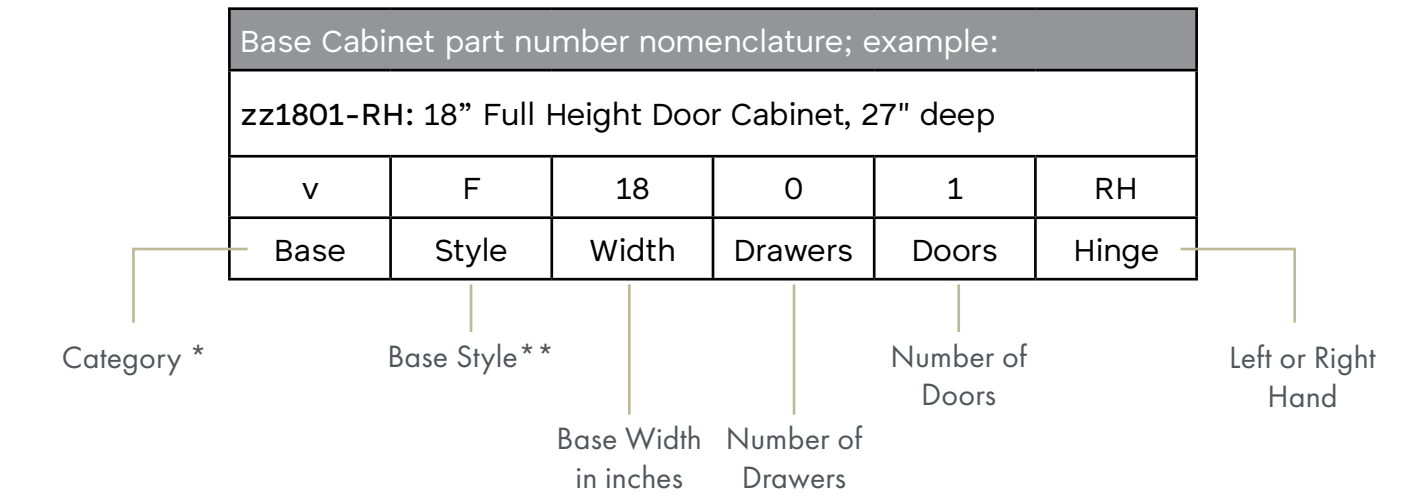 Base Cabinet part number nomenclature; example:
zz1801-RH: 18” Full Height Door Cabinet, 27" deep
v F 18 0 1 RH
Base Style Width Drawers Doors Hinge
Category *
Base Style**
Number of
Doors
Left or Right
Hand
Base Width
in inches
Number of
Drawers